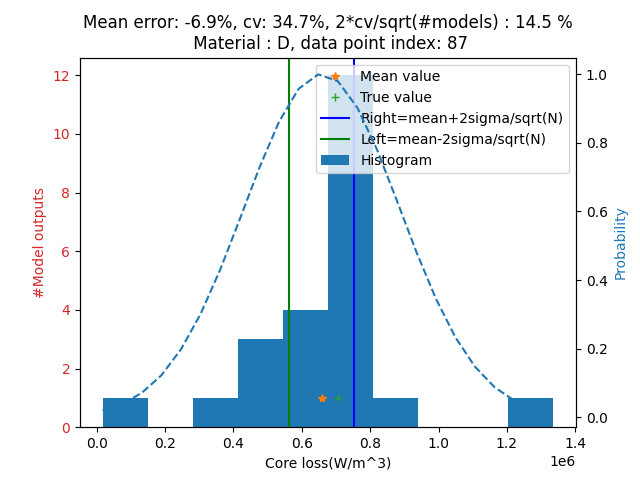 Mean error: -6.9%, cv: 34.7%, 2*cv/sqrt(#models) : 14.5 %
Material : D, data point index: 87
Mean value
True value
Right=mean+2sigma/sqrt(N)
Left=mean-2sigma/sqrt(N)
Histogram
#Model outputs
12
10
8
6
4
2
0
Probability
1.0
0.8
0.6
0.4
0.2
0.0
0.0 0.2 0.4 0.6 0.8 1.0 1.2 1.4
1e6
Core loss(W/m^3)